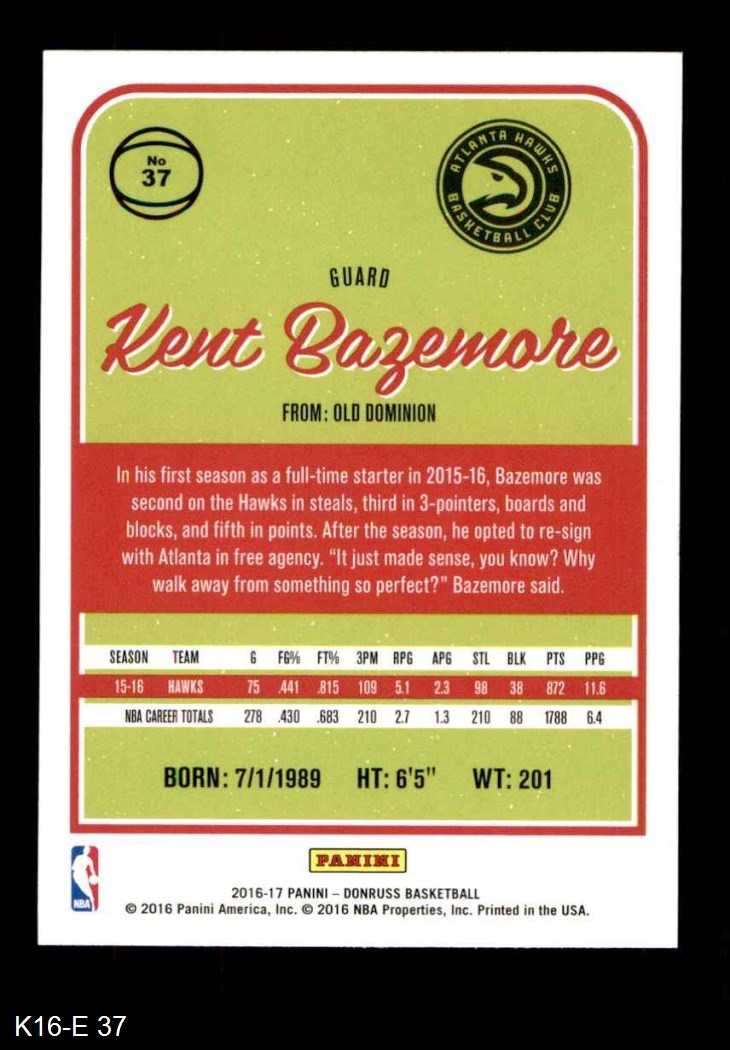 No
37
ATLANTA HAWKS
BASKETBALL CLUB
GUARD
Kent Bazemore
FROM: OLD DOMINION
In his first season as a full-time starter in 2015-16, Bazemore was
second on the Hawks in steals, third in 3-pointers, boards and
blocks, and fifth in points. After the season, he opted to re-sign
with Atlanta in free agency. “It just made sense, you know? Why
walk away from something so perfect?” Bazemore said.
SEASON TEAM G FG% FT% 3PM RPG APG STL BLK PTS PPG
15-16 HAWKS 75 .441 .815 109 5.1 2.3 98 38 872 11.6
NBA CAREER TOTALS 278 .430 .683 210 2.7 1.3 210 88 1788 6.4
BORN: 7/1/1989 HT: 6'5" WT: 201
PANINI
NBA
2016-17 PANINI – DONRUSS BASKETBALL
© 2016 Panini America, Inc. © 2016 NBA Properties, Inc. Printed in the USA.
K16-E 37